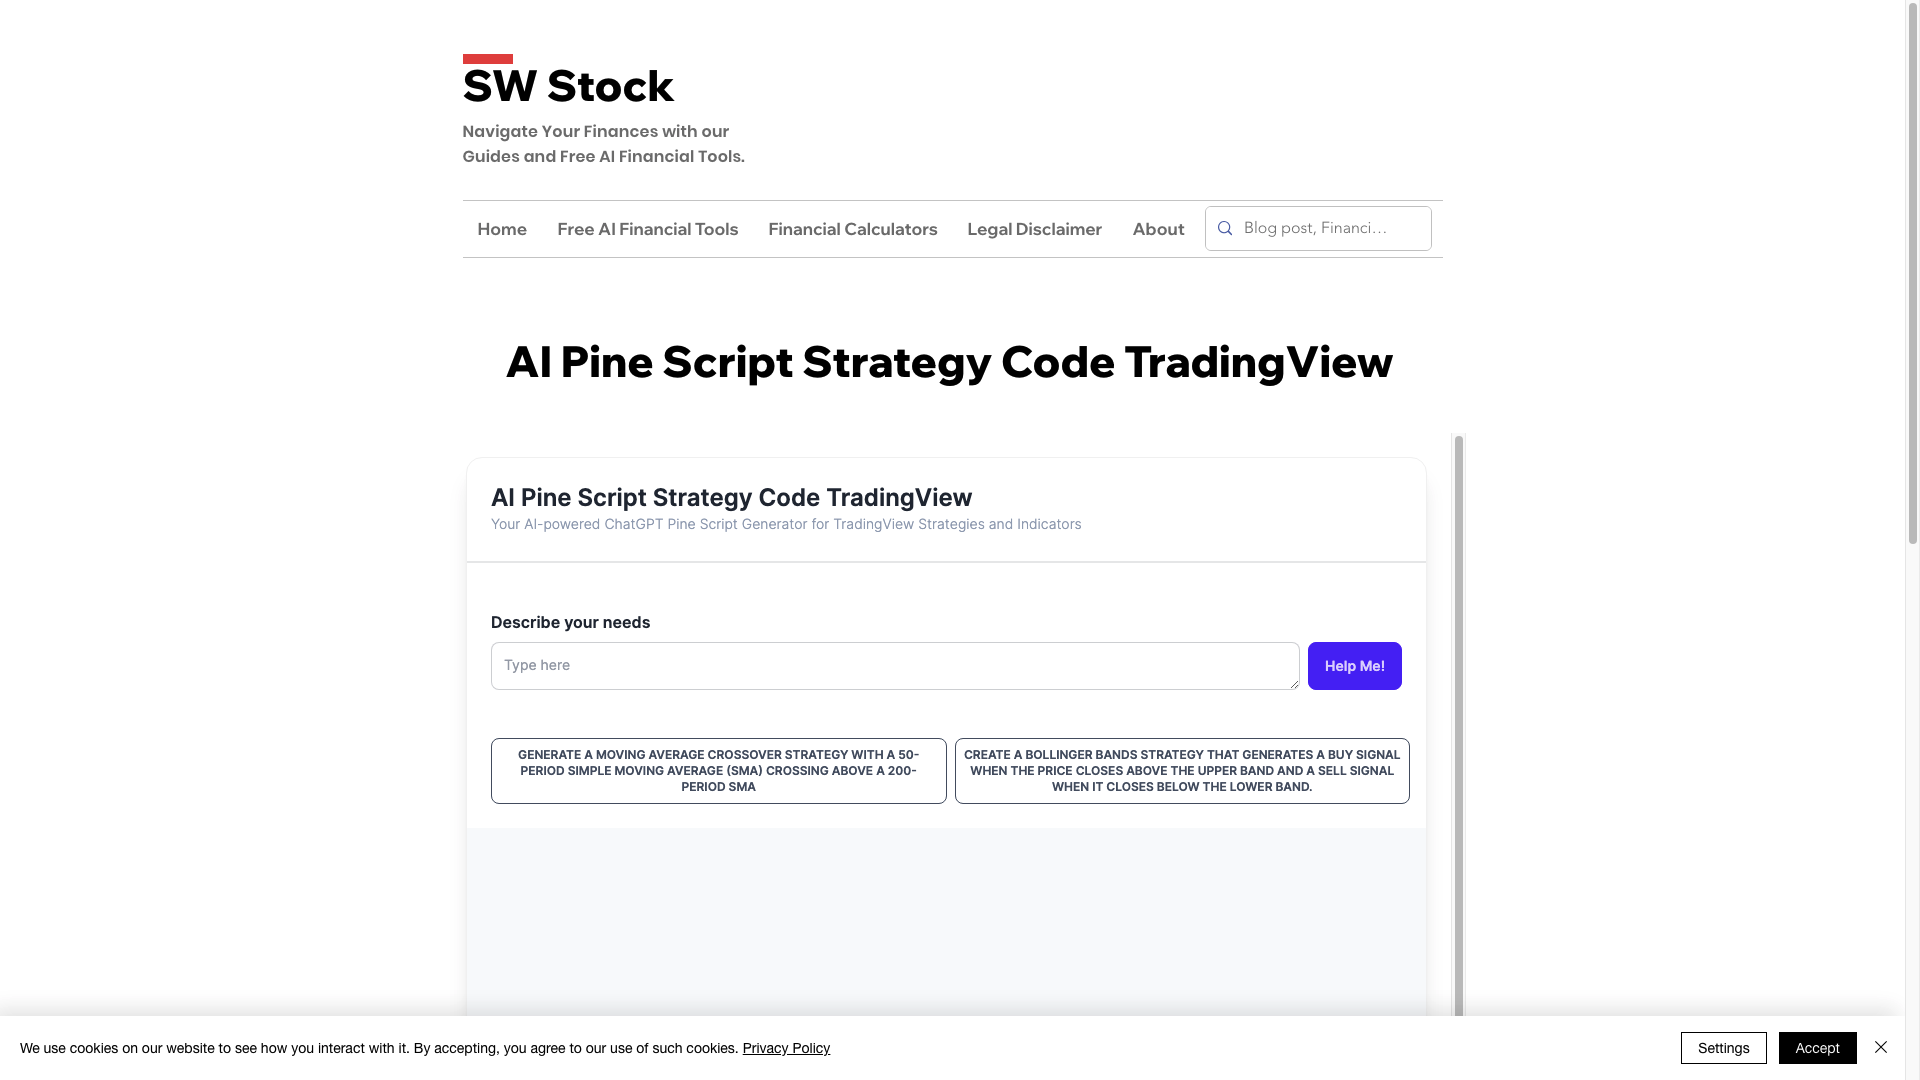 SW Stock
Navigate Your Finances with our
Guides and Free AI Financial Tools.
Home
Free AI Financial Tools
Financial Calculators
Legal Disclaimer
About
Blog post, Financi…
AI Pine Script Strategy Code TradingView
AI Pine Script Strategy Code TradingView
Your AI-powered ChatGPT Pine Script Generator for TradingView Strategies and Indicators
Describe your needs
Type here
Help Me!
GENERATE A MOVING AVERAGE CROSSOVER STRATEGY WITH A 50-
PERIOD SIMPLE MOVING AVERAGE (SMA) CROSSING ABOVE A 200-
PERIOD SMA
CREATE A BOLLINGER BANDS STRATEGY THAT GENERATES A BUY SIGNAL
WHEN THE PRICE CLOSES ABOVE THE UPPER BAND AND A SELL SIGNAL
WHEN IT CLOSES BELOW THE LOWER BAND.
We use cookies on our website to see how you interact with it. By accepting, you agree to our use of such cookies. Privacy Policy
Settings
Accept